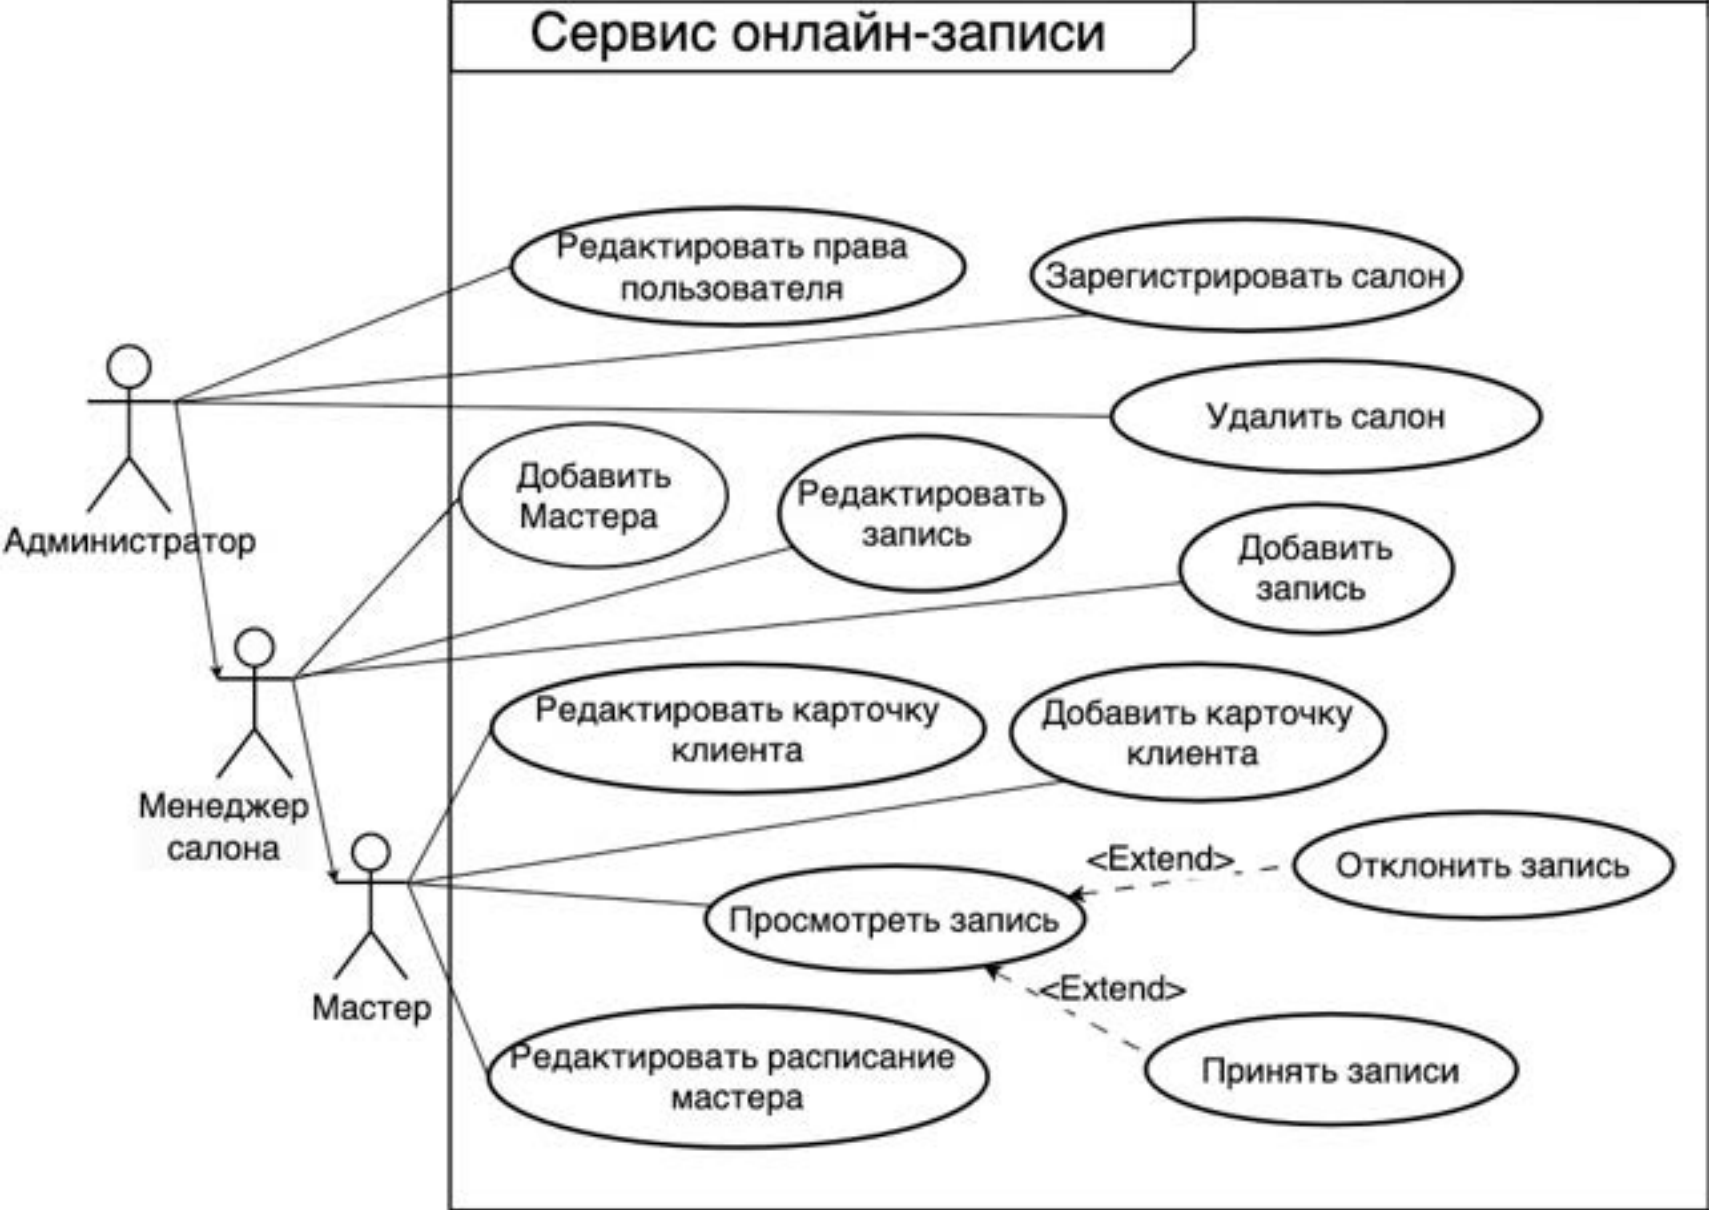 Сервис онлайн-записи
Редактировать права
пользователя
Зарегистрировать салон
Удалить салон
Администратор
Добавить
Мастера
Редактировать
запись
Добавить
запись
Менеджер
салона
Редактировать карточку
клиента
Добавить карточку
клиента
<Extend>
Отклонить запись
Просмотреть запись
<Extend>
Мастер
Редактировать расписание
мастера
Принять записи